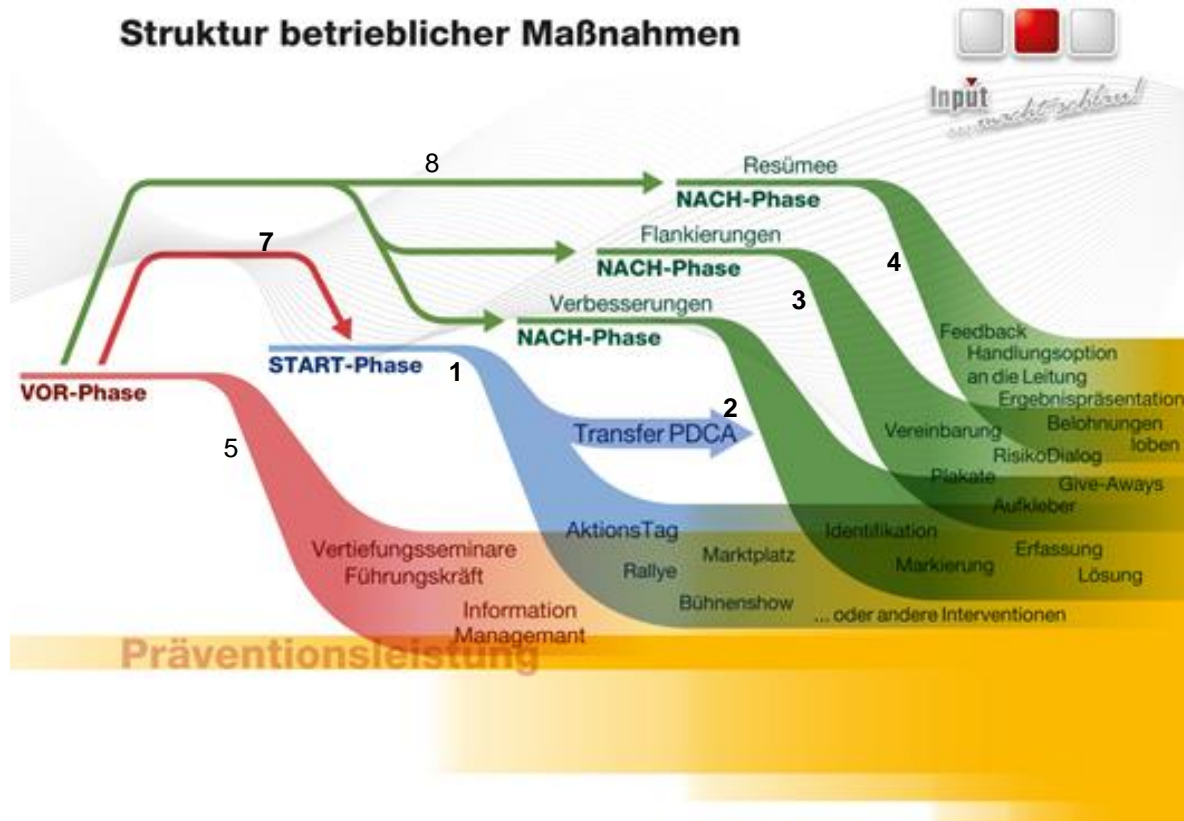 Struktur betrieblicher Maßnahmen
Input
...macht schlau!
8
Resümee
NACH-Phase
7
Flankierungen
NACH-Phase
4
3
Verbesserungen
NACH-Phase
START-Phase
1
VOR-Phase
2
Transfer PDCA
5
Feedback
Handlungsoption
an die Leitung
Ergebnispräsentation
Belohnungen
loben
Vereinbarung
RisikoDialog
Plakate
Give-Aways
Aufkleber
AktionsTag
Marktplatz
Rallye
Bühnenshow
Identifikation
Erfassung
Markierung
Lösung
... oder andere Interventionen
Vertiefungsseminare
Führungskräft
Information
Managemant
Präventionsleistung